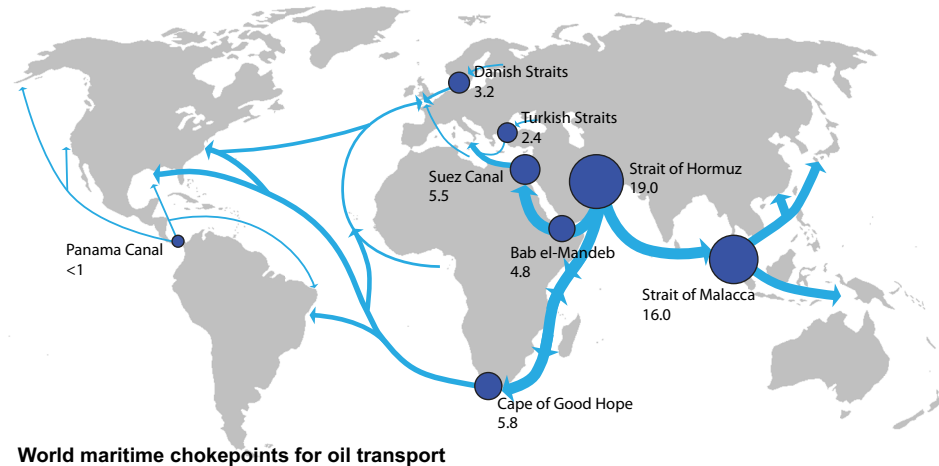 Danish Straits
3.2
Turkish Straits
2.4
Suez Canal
5.5
Strait of Hormuz
19.0
Panama Canal
<1
Bab el-Mandeb
4.8
Strait of Malacca
16.0
Cape of Good Hope
5.8
World maritime chokepoints for oil transport